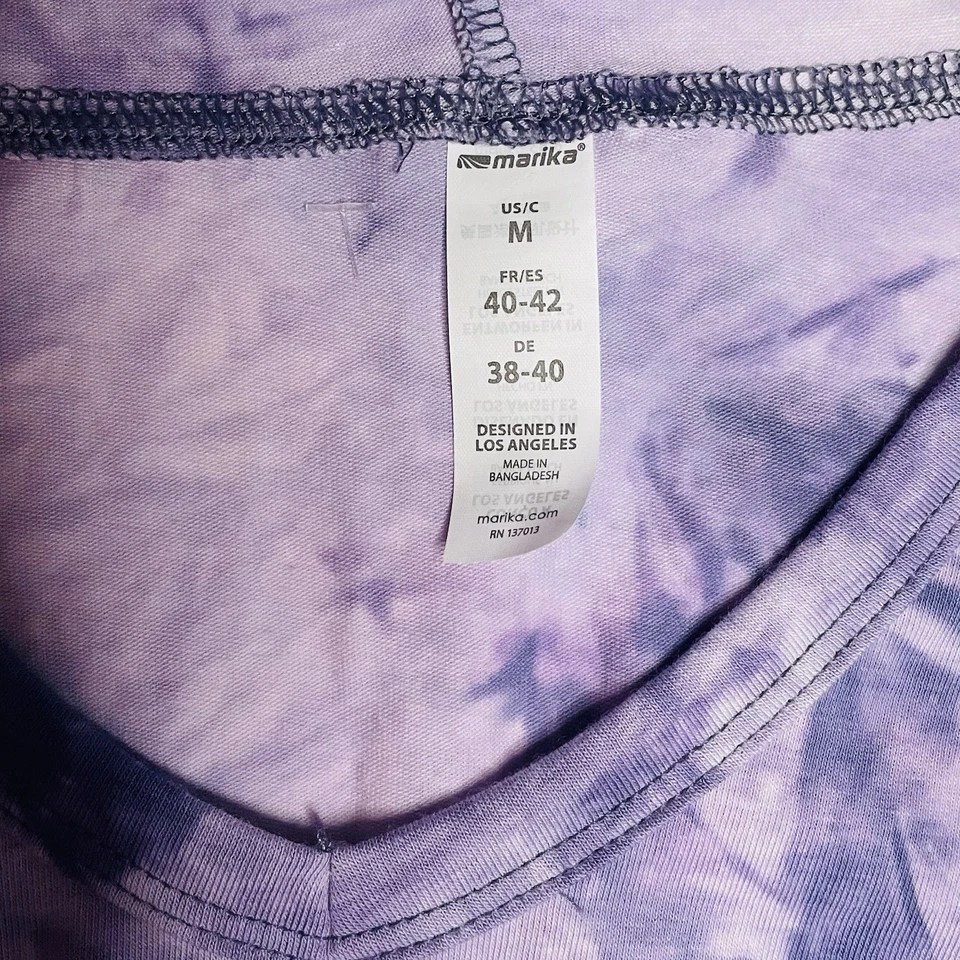 marika®
US/C
M
FR/ES
40-42
DE
38-40
DESIGNED IN
LOS ANGELES
MADE IN
BANGLADESH
marika.com
RN 137013